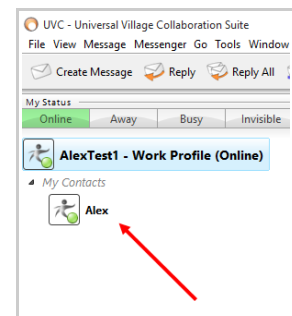 UVC - Universal Village Collaboration Suite
File View Message Messenger Go Tools Window
Create Message Reply Reply All
My Status
Online Away Busy Invisible
AlexTest1 - Work Profile (Online)
My Contacts
Alex